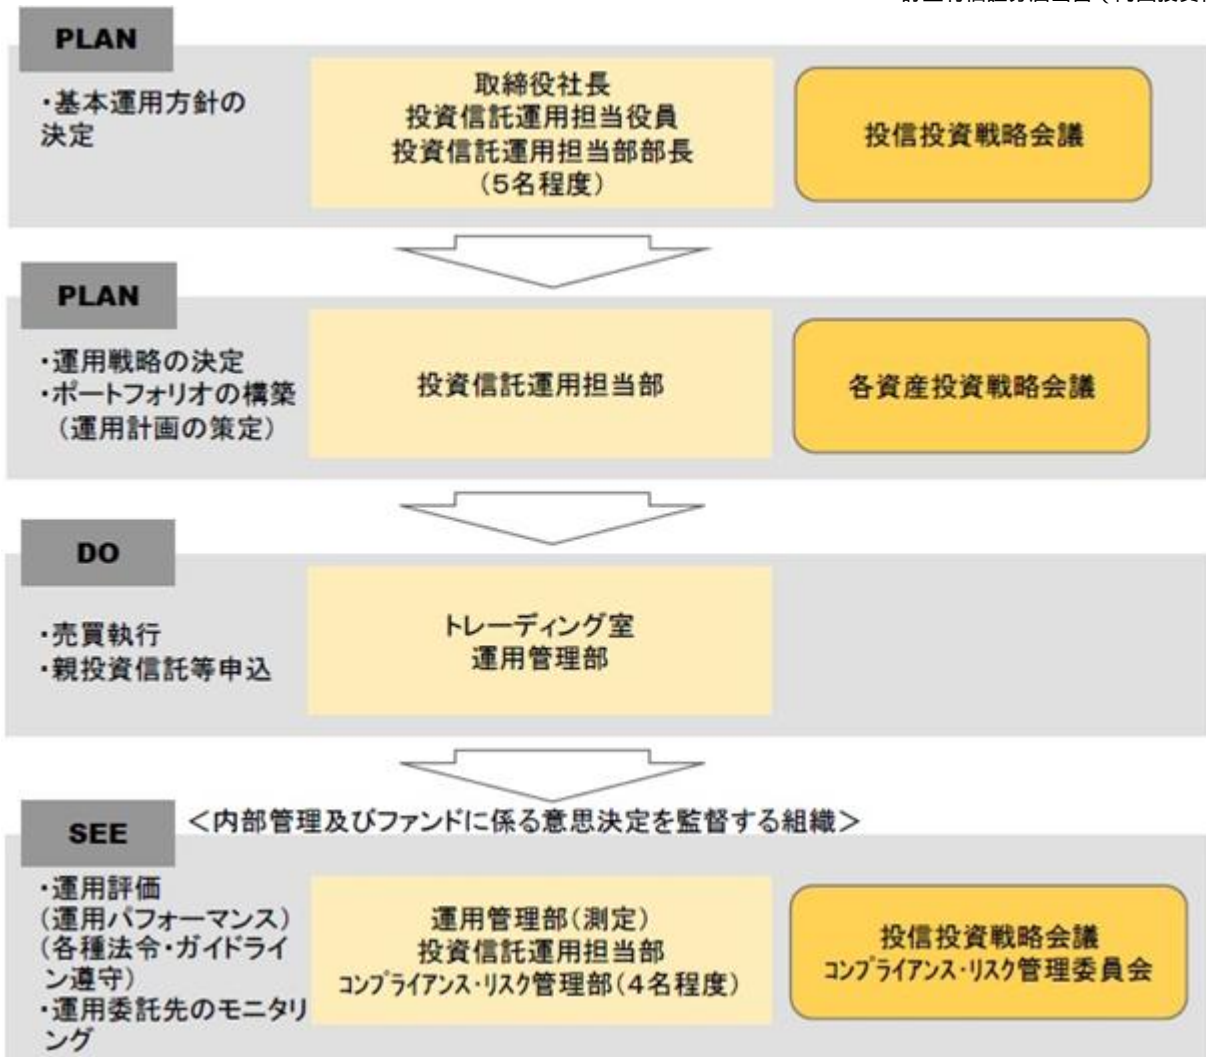 PLAN
・基本運用方針の
決定
取締役社長
投資信託運用担当役員
投資信託運用担当部部長
(5名程度)
投信投資戦略会議
PLAN
・運用戦略の決定
・ポートフォリオの構築
(運用計画の策定)
投資信託運用担当部
各資産投資戦略会議
DO
・売買執行
・親投資信託等申込
トレーディング室
運用管理部
SEE
＜内部管理及びファンドに係る意思決定を監督する組織＞
・運用評価
(運用パフォーマンス)
(各種法令・ガイドライ
ン遵守)
・運用委託先のモニタリ
ング
運用管理部(測定)
投資信託運用担当部
コンプライアンス・リスク管理部(4名程度)
投信投資戦略会議
コンプライアンス・リスク管理委員会